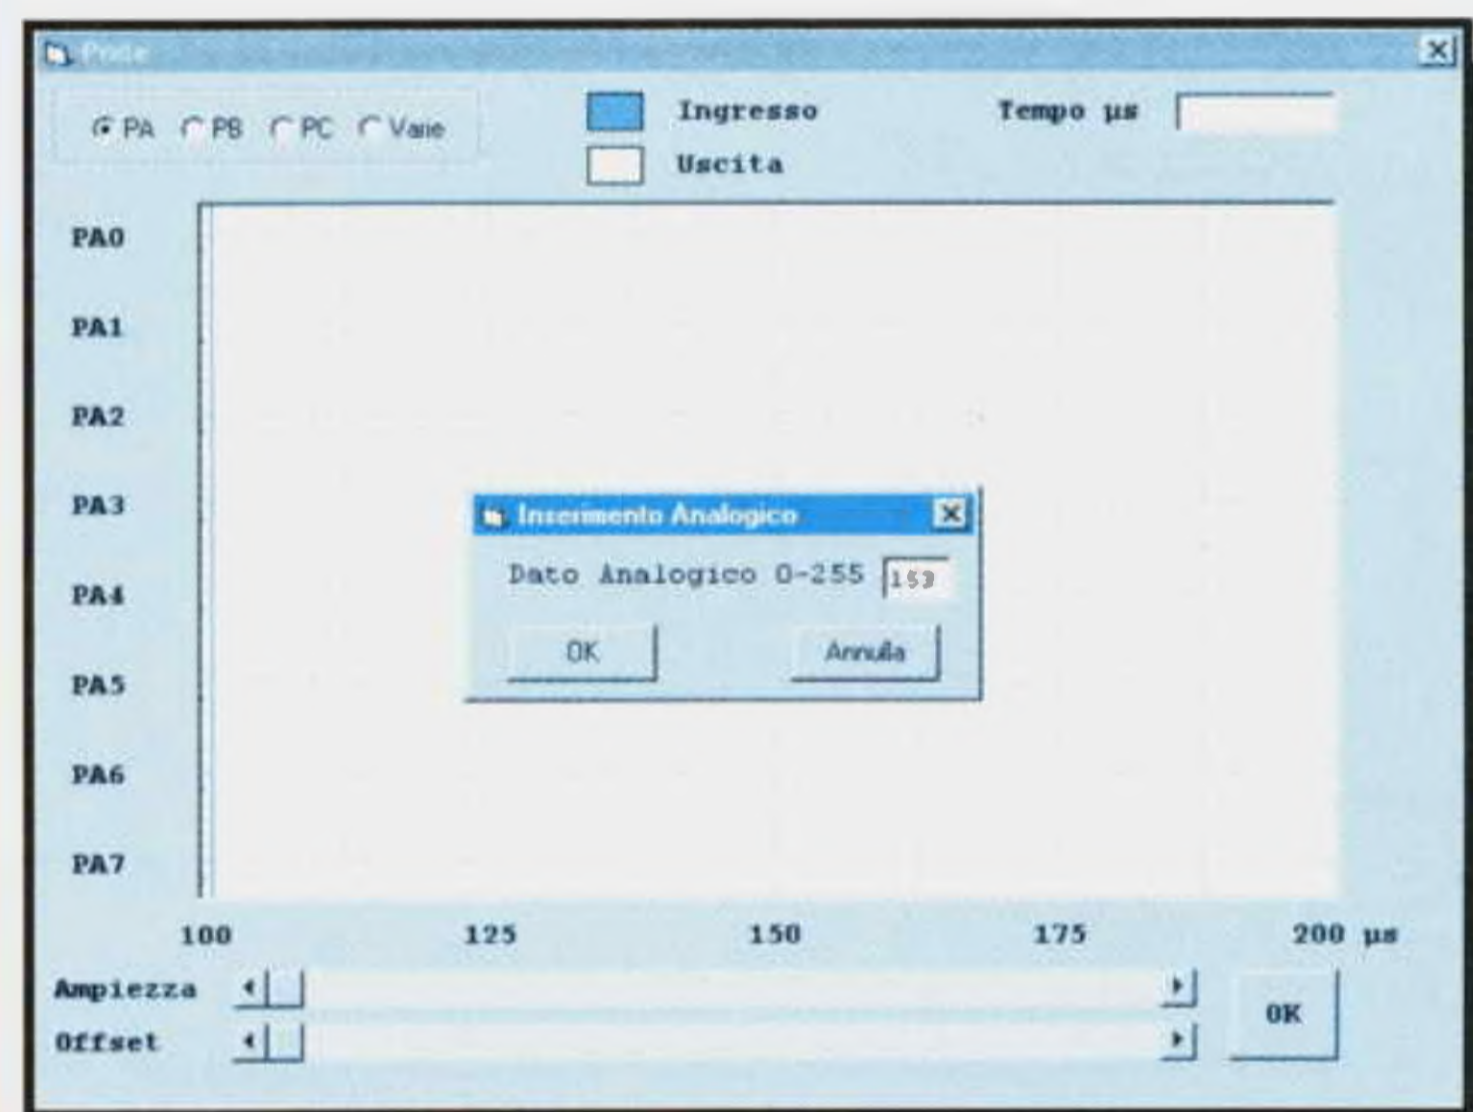 PA PB PC Varie
Ingresso
Uscita
Tempo µs
PA0
PA1
PA2
PA3
PA4
PA5
PA6
PA7
Inserimento Analogico
Dato Analogico 0-255
OK Annulla
100 125 150 175 200 µs
Ampiezza
Offset
OK